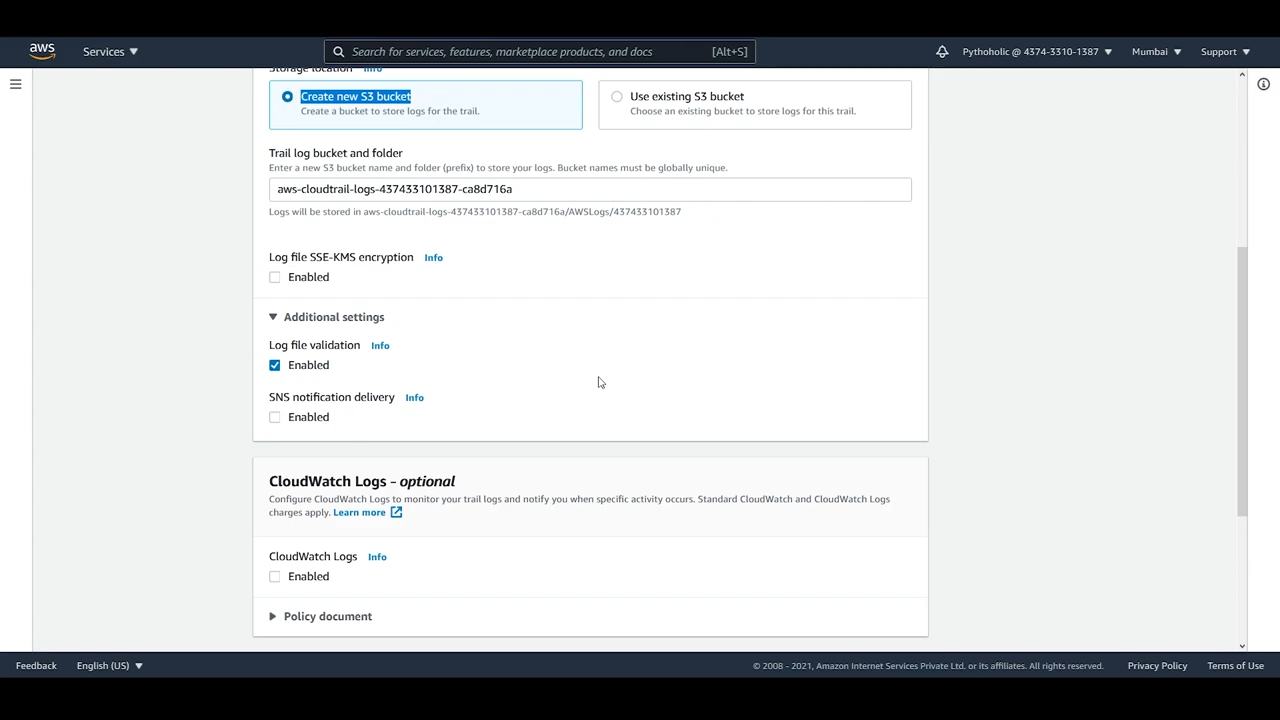 aws
Services
Search for services, features, marketplace products, and docs [Alt+S]
Pythoholic @ 4374-3310-1387
Mumbai
Support
Storage location Info
Create new S3 bucket
Create a bucket to store logs for the trail.
Use existing S3 bucket
Choose an existing bucket to store logs for this trail.
Trail log bucket and folder
Enter a new S3 bucket name and folder (prefix) to store your logs. Bucket names must be globally unique.
aws-cloudtrail-logs-437433101387-ca8d716a
Logs will be stored in aws-cloudtrail-logs-437433101387-ca8d716a/AWSLogs/437433101387
Log file SSE-KMS encryption Info
Enabled
Additional settings
Log file validation Info
Enabled
SNS notification delivery Info
Enabled
CloudWatch Logs - optional
Configure CloudWatch Logs to monitor your trail logs and notify you when specific activity occurs. Standard CloudWatch and CloudWatch Logs
charges apply. Learn more
CloudWatch Logs Info
Enabled
Policy document
Feedback
English (US)
© 2008 - 2021, Amazon Internet Services Private Ltd. or its affiliates. All rights reserved.
Privacy Policy
Terms of Use